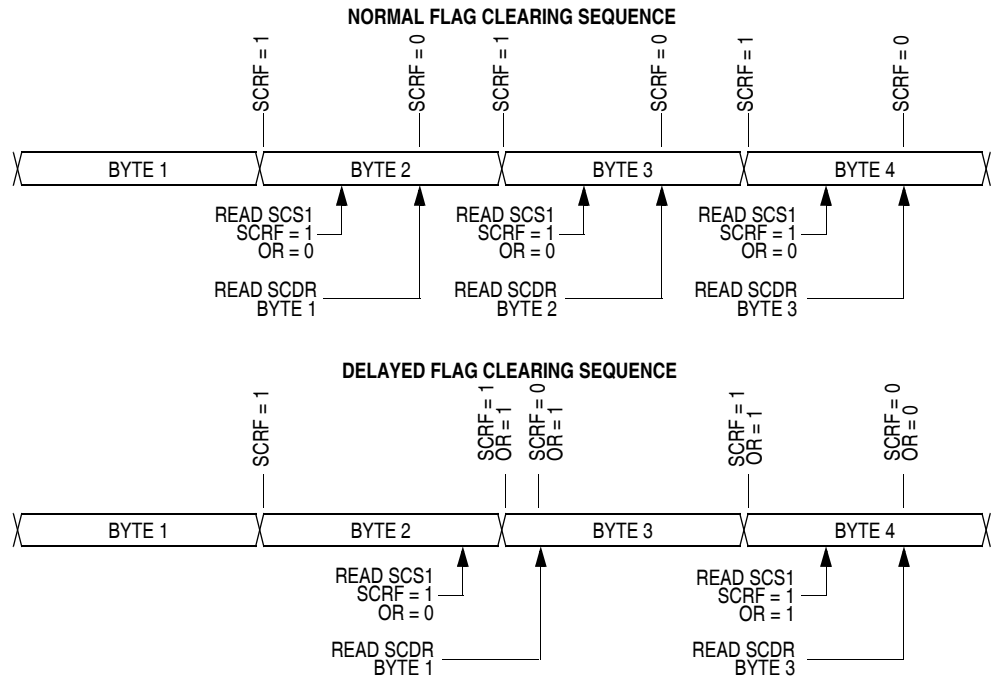 NORMAL FLAG CLEARING SEQUENCE
SCRF = 1
SCRF = 0
SCRF = 1
SCRF = 0
SCRF = 1
SCRF = 0
BYTE 1
BYTE 2
BYTE 3
BYTE 4
READ SCS1
SCRF = 1
OR = 0
READ SCS1
SCRF = 1
OR = 0
READ SCS1
SCRF = 1
OR = 0
READ SCDR
BYTE 1
READ SCDR
BYTE 2
READ SCDR
BYTE 3
DELAYED FLAG CLEARING SEQUENCE
SCRF = 1
SCRF = 1
OR = 1
SCRF = 0
OR = 1
SCRF = 1
OR = 1
SCRF = 0
OR = 0
BYTE 1
BYTE 2
BYTE 3
BYTE 4
READ SCS1
SCRF = 1
OR = 0
READ SCS1
SCRF = 1
OR = 1
READ SCDR
BYTE 1
READ SCDR
BYTE 3